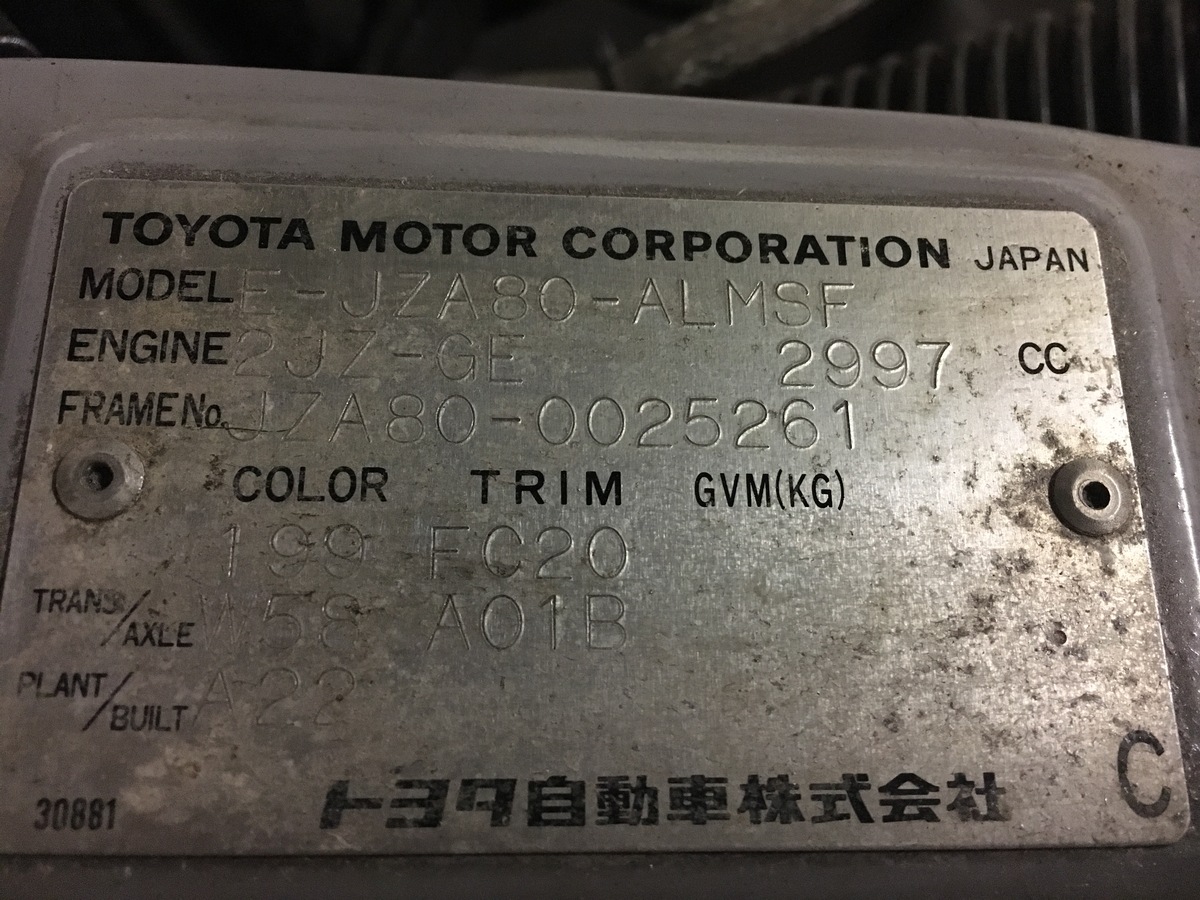 TOYOTA MOTOR CORPORATION JAPAN
MODEL E-JZA80-ALMSF
ENGINE 2JZ-GE 2997 CC
FRAME No. JZA80-0025261
COLOR TRIM GVM(KG)
199 FC20
TRANS/AXLE W58 A01B
PLANT/BUILT A22
30881 トヨタ自動車株式会社 C